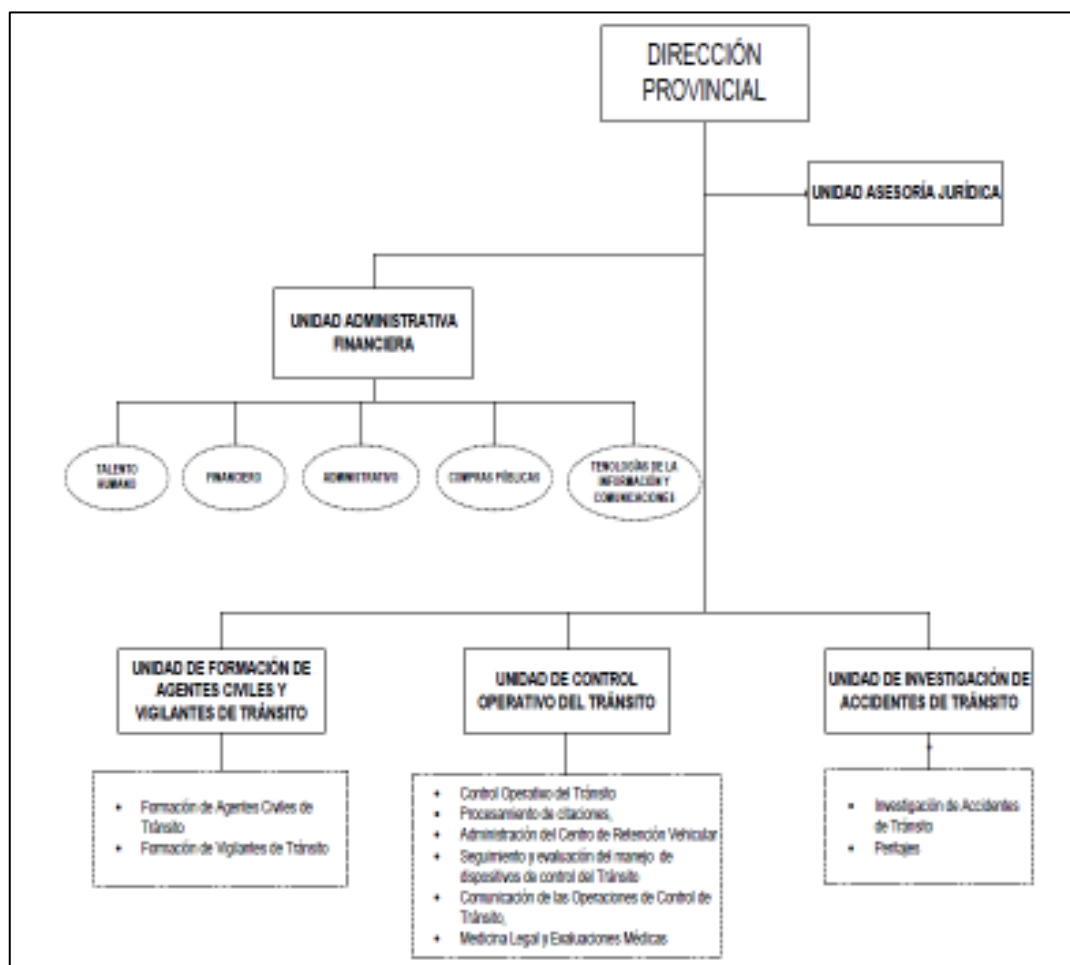 DIRECCIÓN
PROVINCIAL
UNIDAD ASESORÍA JURÍDICA
UNIDAD ADMINISTRATIVA
FINANCIERA
TALENTO
HUMANO
FINANCIERO
ADMINISTRATIVO
COMPRAS PÚBLICAS
TENOLOGÍAS DE LA
INFORMACIÓN Y
COMUNICACIONES
UNIDAD DE FORMACIÓN DE
AGENTES CIVILES Y
VIGILANTES DE TRÁNSITO
UNIDAD DE CONTROL
OPERATIVO DEL TRÁNSITO
UNIDAD DE INVESTIGACIÓN DE
ACCIDENTES DE TRÁNSITO
• Formación de Agentes Civiles de
Tránsito
• Formación de Vigilantes de Tránsito
• Control Operativo del Tránsito
• Procesamiento de citaciones,
• Administración del Centro de Retención Vehicular
• Seguimiento y evaluación del manejo de
dispositivos de control del Tránsito
• Comunicación de las Operaciones de Control de
Tránsito,
• Medicina Legal y Evaluaciones Médicas
• Investigación de Accidentes
de Tránsito
• Peritajes